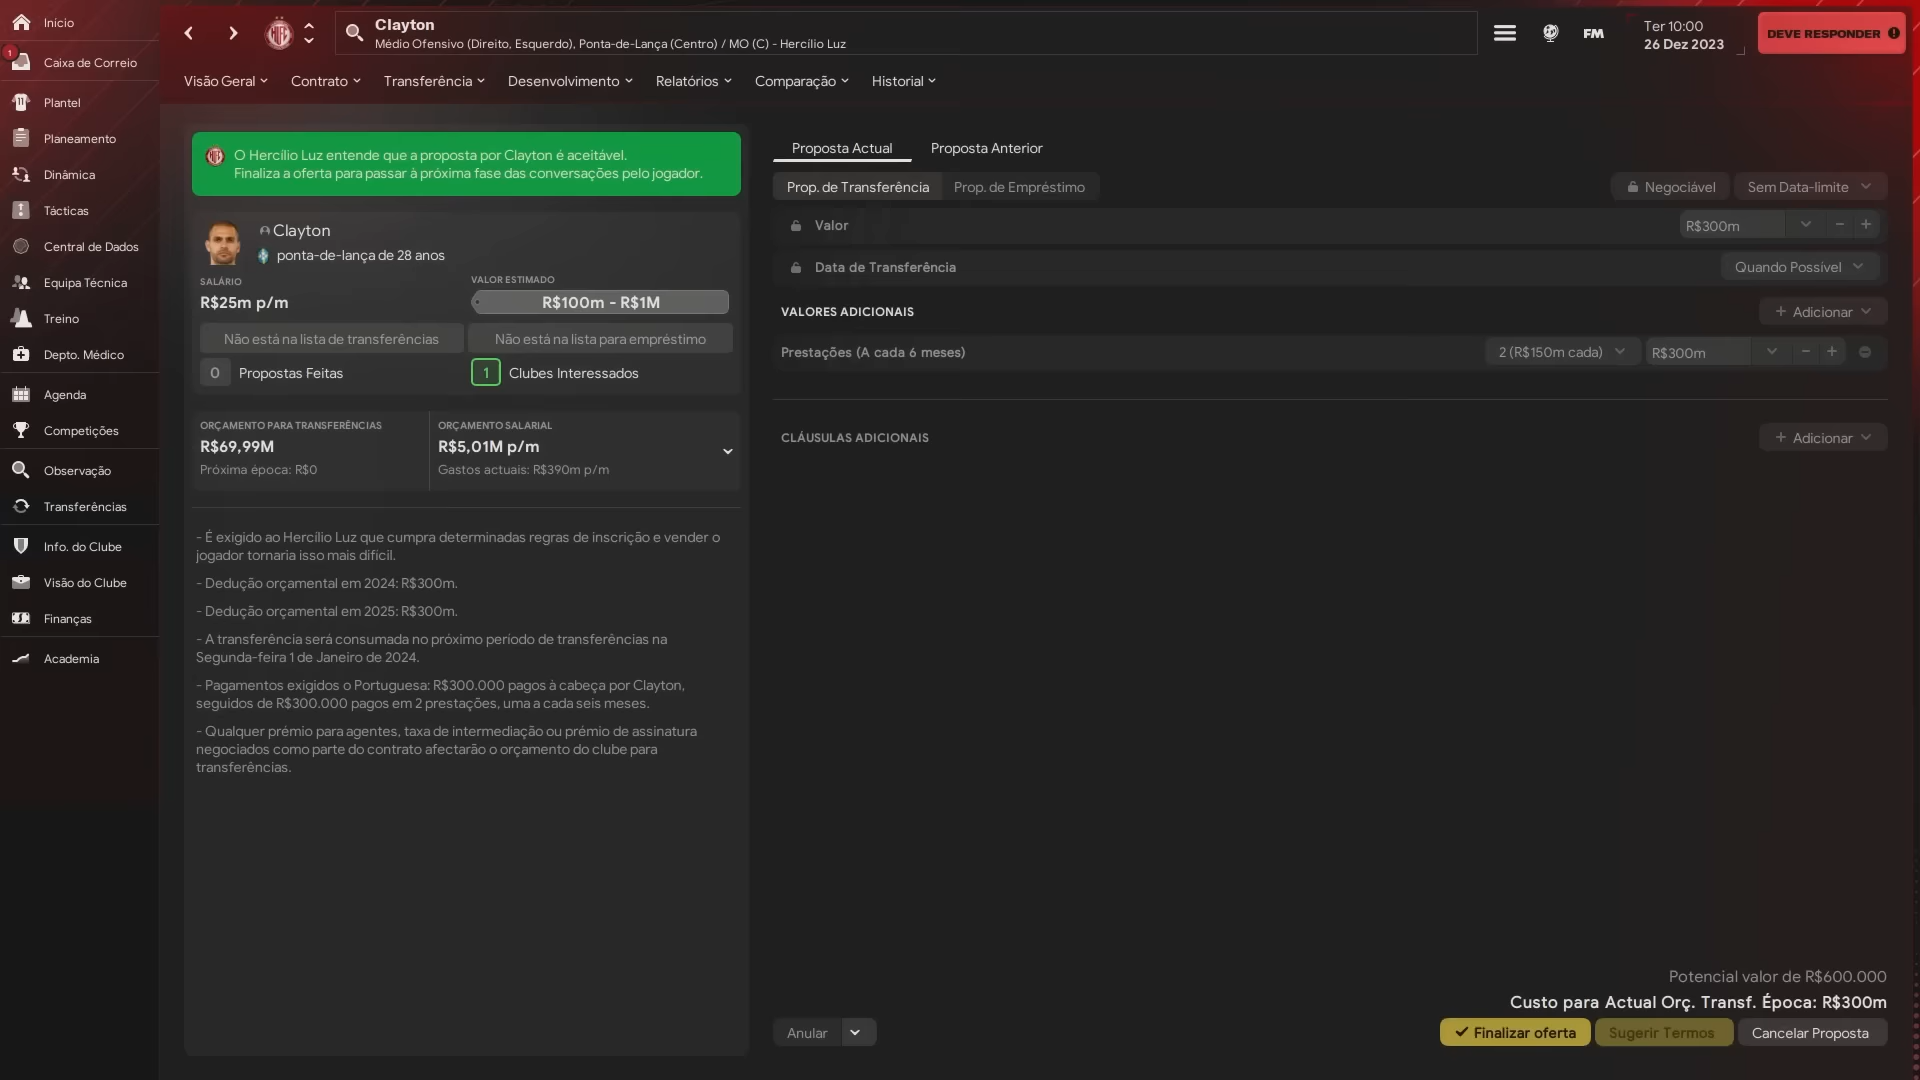 Início
1
Caixa de Correio
Plantel
Planeamento
Dinâmica
Tácticas
Central de Dados
Equipa Técnica
Treino
Depto. Médico
Agenda
Competições
Observação
Transferências
Info. do Clube
Visão do Clube
Finanças
Academia
Clayton
Médio Ofensivo (Direito, Esquerdo), Ponta-de-Lança (Centro) / MO (C) - Hercílio Luz
FM
Ter 10:00
26 Dez 2023
DEVE RESPONDER
Visão Geral
Contrato
Transferência
Desenvolvimento
Relatórios
Comparação
Historial
O Hercílio Luz entende que a proposta por Clayton é aceitável.
Finaliza a oferta para passar à próxima fase das conversações pelo jogador.
Clayton
ponta-de-lança de 28 anos
SALÁRIO
R$25m p/m
VALOR ESTIMADO
R$100m - R$1M
Não está na lista de transferências
Não está na lista para empréstimo
0 Propostas Feitas
1 Clubes Interessados
ORÇAMENTO PARA TRANSFERÊNCIAS
R$69,99M
Próxima época: R$0
ORÇAMENTO SALARIAL
R$5,01M p/m
Gastos actuais: R$390m p/m
- É exigido ao Hercílio Luz que cumpra determinadas regras de inscrição e vender o
jogador tornaria isso mais difícil.
- Dedução orçamental em 2024: R$300m.
- Dedução orçamental em 2025: R$300m.
- A transferência será consumada no próximo período de transferências na
Segunda-feira 1 de Janeiro de 2024.
- Pagamentos exigidos o Portuguesa: R$300.000 pagos à cabeça por Clayton,
seguidos de R$300.000 pagos em 2 prestações, uma a cada seis meses.
- Qualquer prémio para agentes, taxa de intermediação ou prémio de assinatura
negociados como parte do contrato afectarão o orçamento do clube para
transferências.
Proposta Actual
Proposta Anterior
Prop. de Transferência
Prop. de Empréstimo
Negociável
Sem Data-limite
Valor
R$300m
Data de Transferência
Quando Possível
VALORES ADICIONAIS
+ Adicionar
Prestações (A cada 6 meses)
2 (R$150m cada)
R$300m
CLÁUSULAS ADICIONAIS
+ Adicionar
Potencial valor de R$600.000
Custo para Actual Orç. Transf. Época: R$300m
Anular
Finalizar oferta
Sugerir Termos
Cancelar Proposta